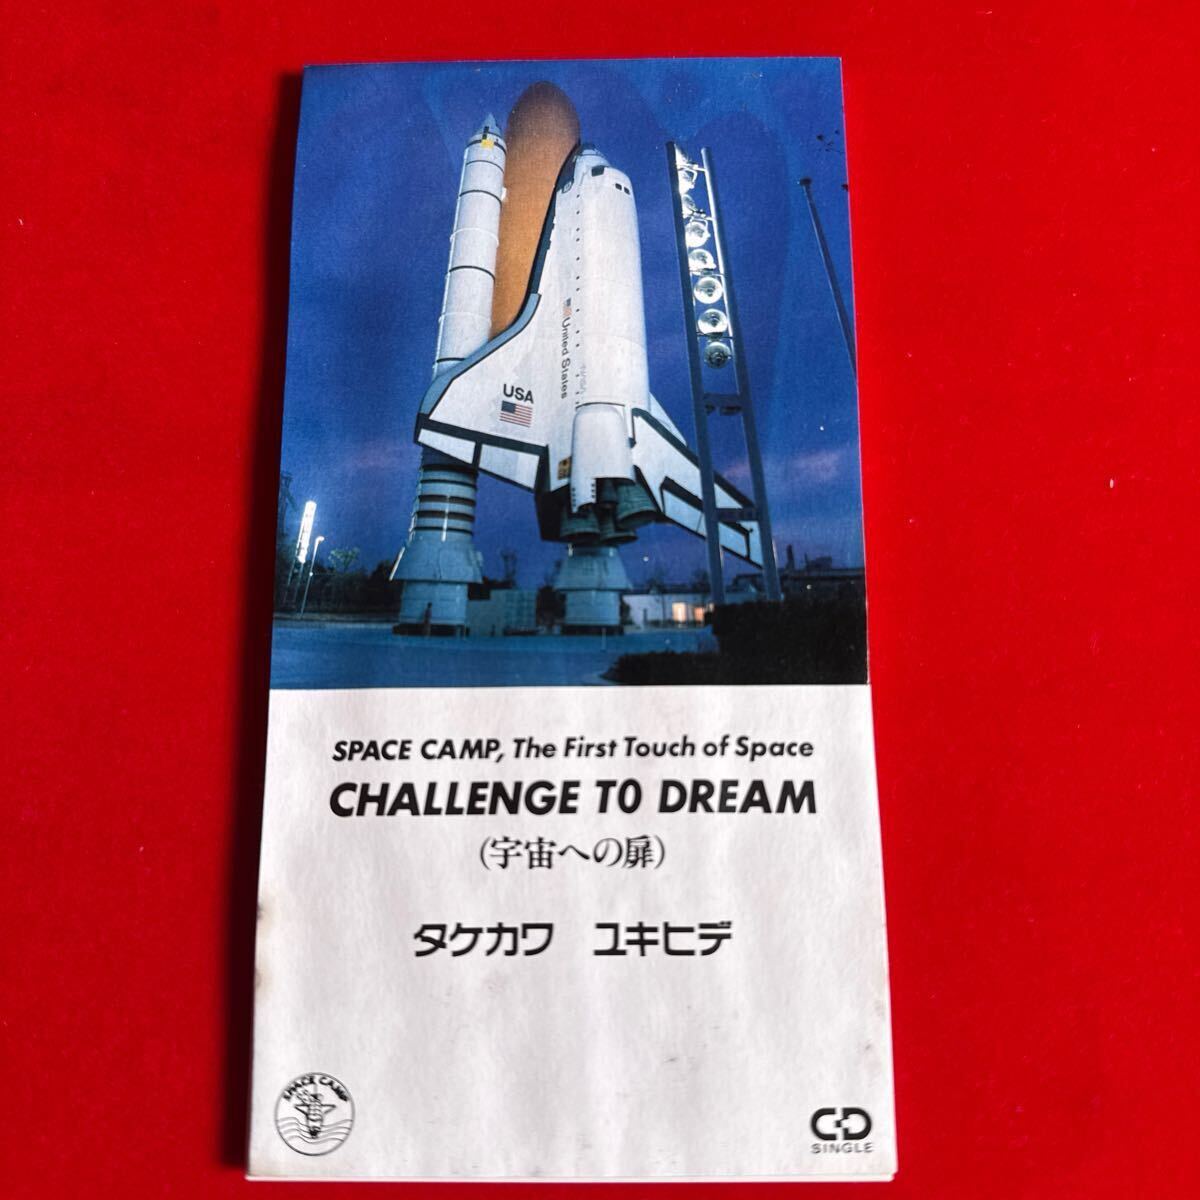 USA
United States
SPACE CAMP, The First Touch of Space
CHALLENGE TO DREAM
(宇宙への扉)
タケカワ ユキヒデ
SPACE CAMP
CD
SINGLE